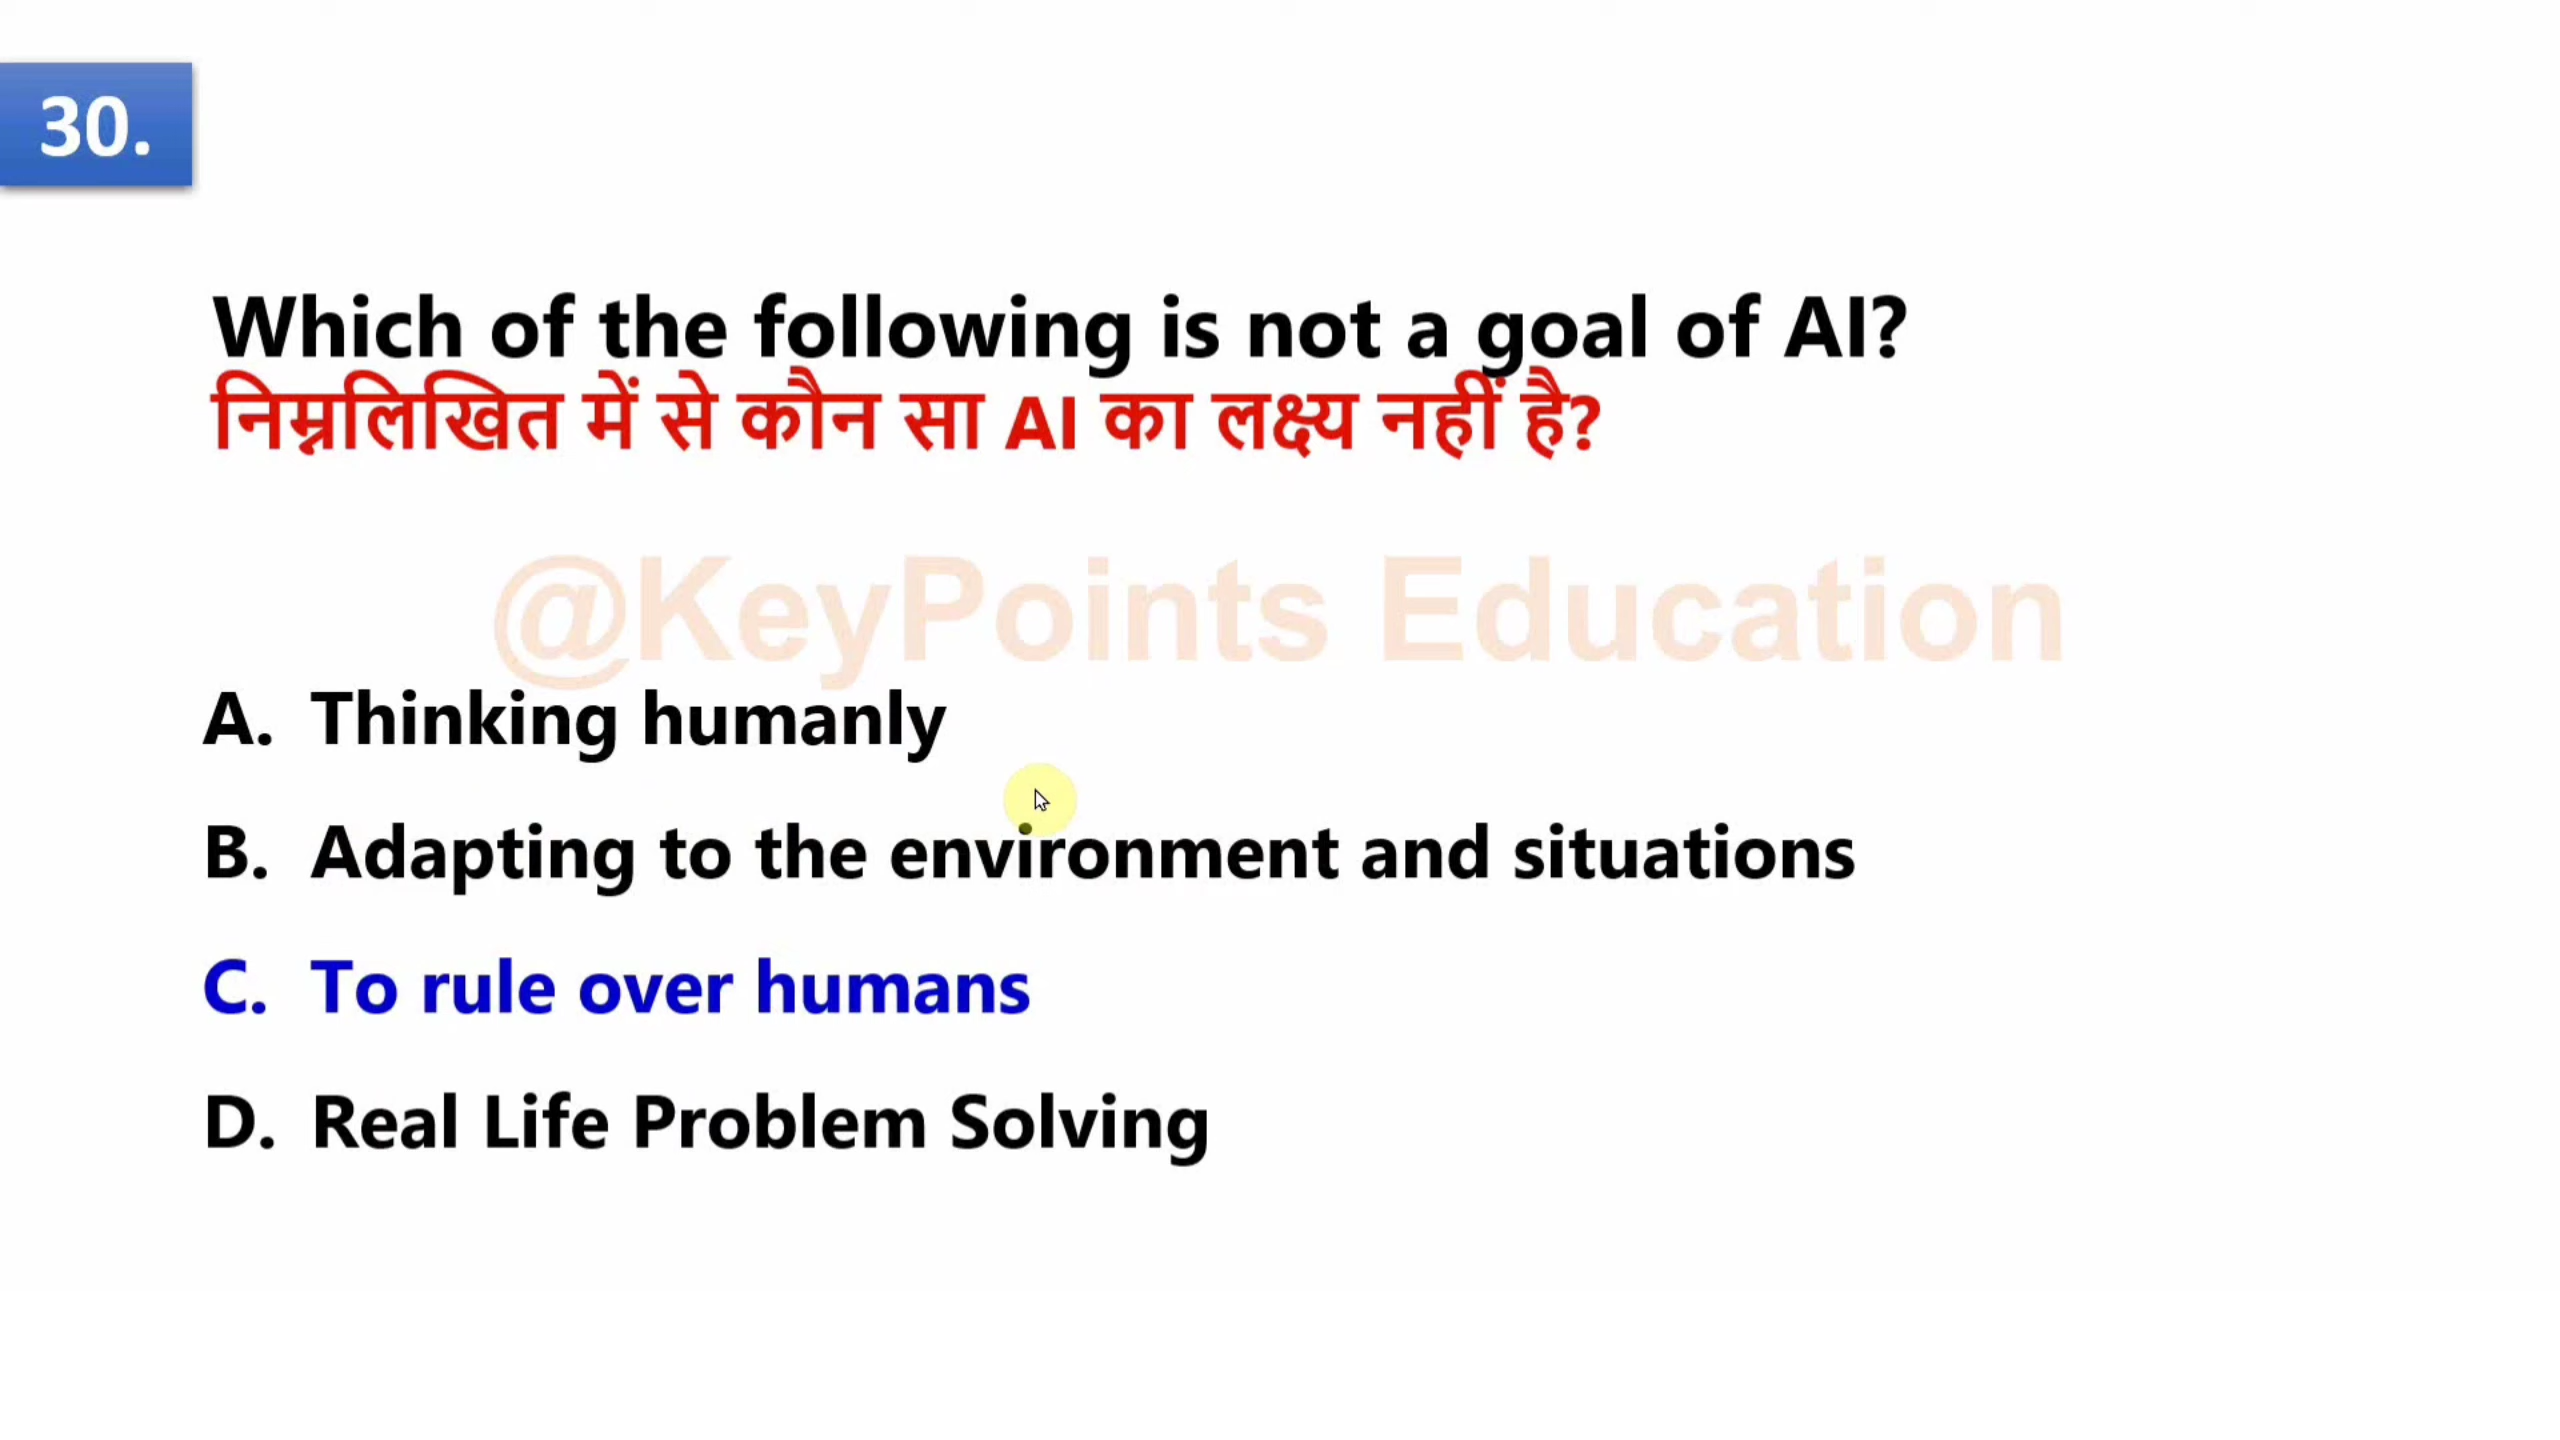 30.
Which of the following is not a goal of AI?
निम्नलिखित में से कौन सा AI का लक्ष्य नहीं है?
@KeyPoints Education
A. Thinking humanly
B. Adapting to the environment and situations
C. To rule over humans
D. Real Life Problem Solving